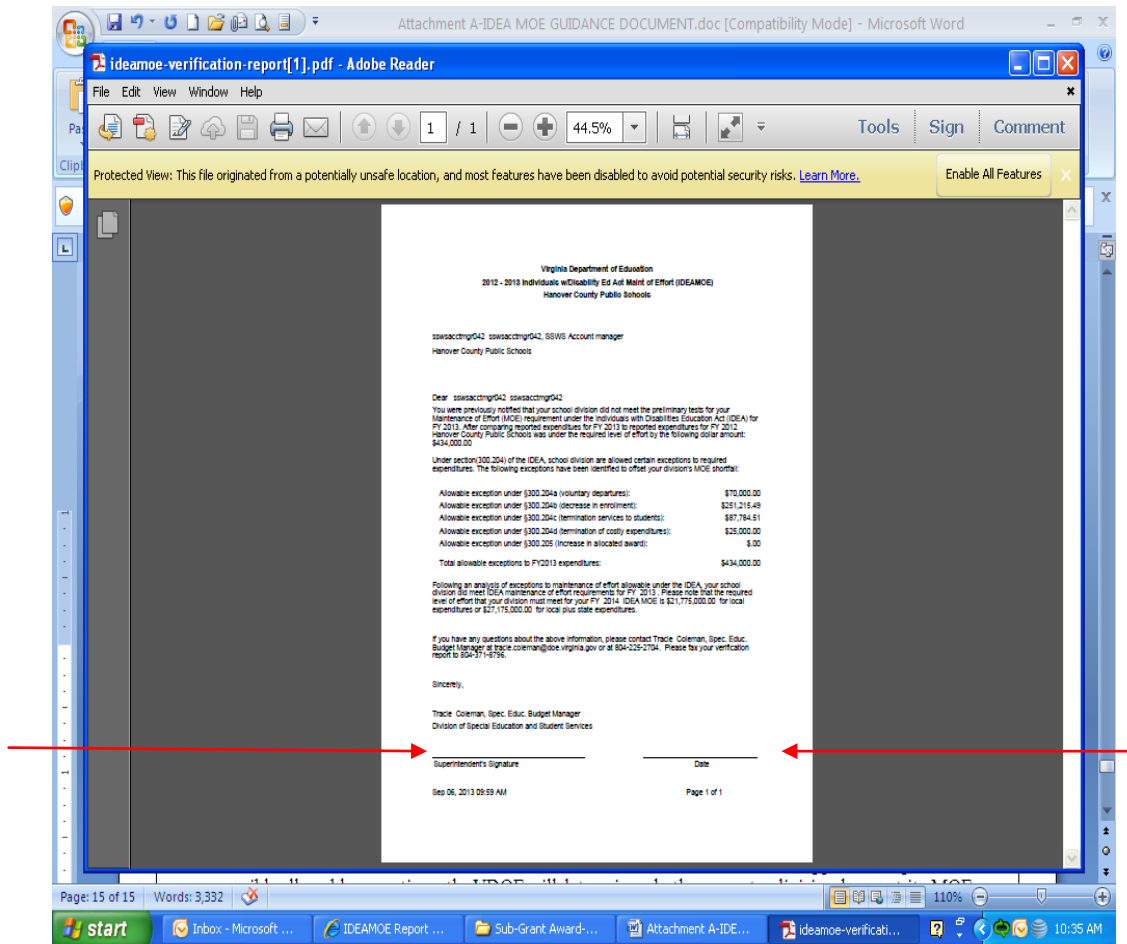 Attachment A-IDEA MOE GUIDANCE DOCUMENT.doc [Compatibility Mode] - Microsoft Word
ideamoe-verification-report[1].pdf - Adobe Reader
File Edit View Window Help
1 / 1 44.5% Tools Sign Comment
Protected View: This file originated from a potentially unsafe location, and most features have been disabled to avoid potential security risks. Learn More. Enable All Features
Virginia Department of Education
2012 - 2013 Individuals w/Disability Ed Act Maint of Effort (IDEAMOE)
Hanover County Public Schools
sswsacctmgr042 sswsacctmgr042, SSWS Account manager
Hanover County Public Schools
Dear sswsacctmgr042 sswsacctmgr042
You were previously notified that your school division did not meet the preliminary tests for your
Maintenance of Effort (MOE) requirement under the Individuals with Disabilities Education Act (IDEA) for
FY 2013. After comparing reported expenditues for FY 2013 to reported expenditures for FY 2012
Hanover County Public Schools was under the required level of effort by the following dollar amount:
$434,000.00
Under section(300.204) of the IDEA, school division are allowed certain exceptions to required
expenditures. The following exceptions have been identified to offset your division's MOE shortfall:
Allowable exception under §300.204a (voluntary departures): $70,000.00
Allowable exception under §300.204b (decrease in enrollment): $251,215.49
Allowable exception under §300.204c (termination services to students): $87,784.51
Allowable exception under §300.204d (termination of costly expenditures): $25,000.00
Allowable exception under §300.205 (increase in allocated award): $.00
Total allowable exceptions to FY2013 expenditures: $434,000.00
Following an analysis of exceptions to maintenance of effort allowable under the IDEA, your school
division did meet IDEA maintenance of effort requirements for FY 2013 . Please note that the required
level of effort that your division must meet for your FY 2014 IDEA MOE is $21,775,000.00 for local
expenditures or $27,175,000.00 for local plus state expenditures.
If you have any questions about the above information, please contact Tracie Coleman, Spec. Educ.
Budget Manager at tracie.coleman@doe.virginia.gov or at 804-225-2704. Please fax your verification
report to 804-371-8796.
Sincerely,
Tracie Coleman, Spec. Educ. Budget Manager
Division of Special Education and Student Services
Superintendent's Signature Date
Sep 06, 2013 09:59 AM Page 1 of 1
Page: 15 of 15 Words: 3,332 110%
start Inbox - Microsoft ... IDEAMOE Report ... Sub-Grant Award-... Attachment A-IDE... ideamoe-verificati... 10:35 AM